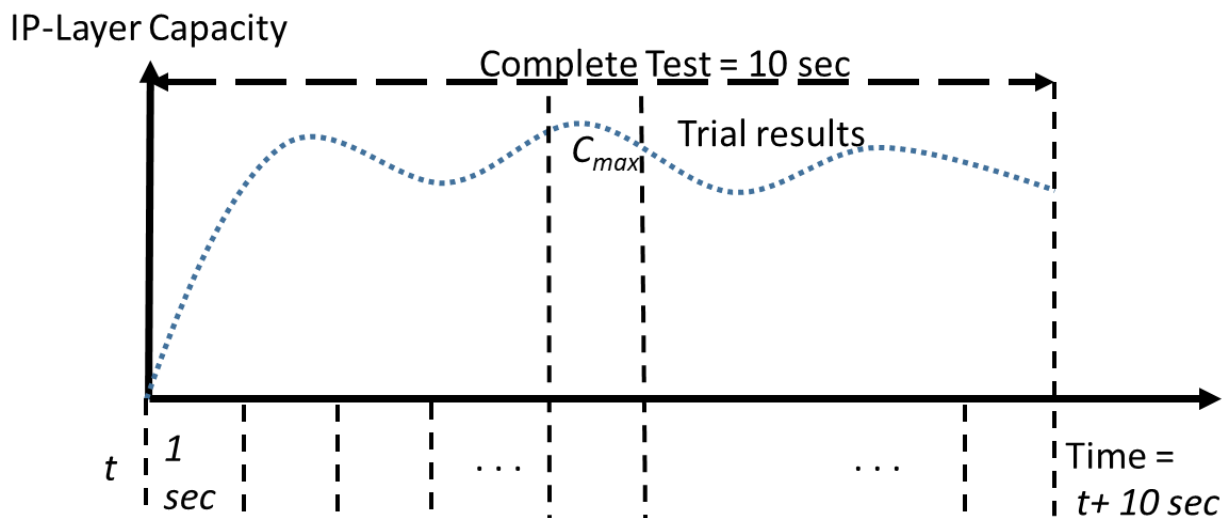 IP-Layer Capacity
Complete Test = 10 sec
Trial results
Cmax
t
1
sec
. . .
. . .
Time =
t+ 10 sec